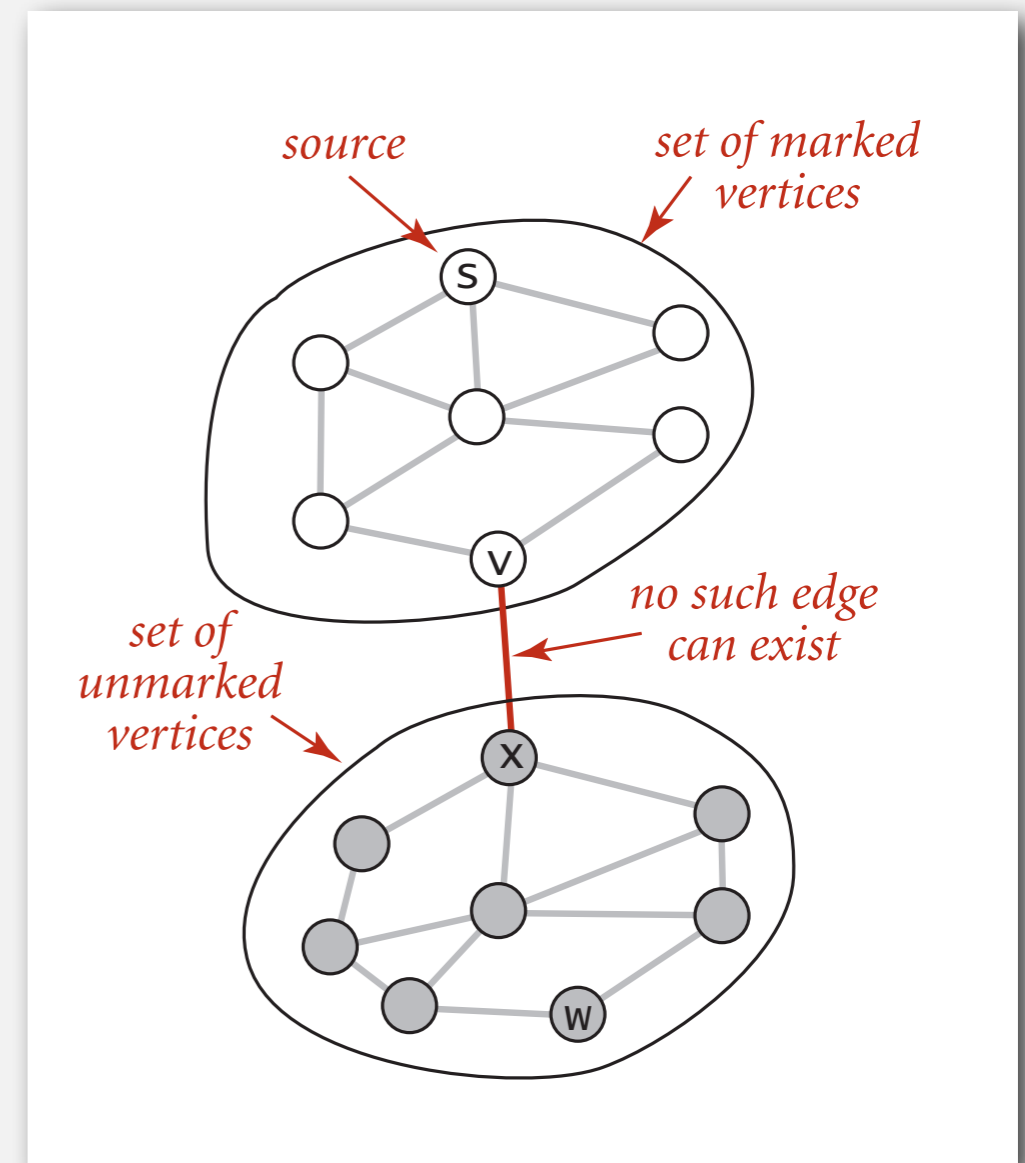 source
set of marked
vertices
s
v
no such edge
can exist
set of
unmarked
vertices
x
w